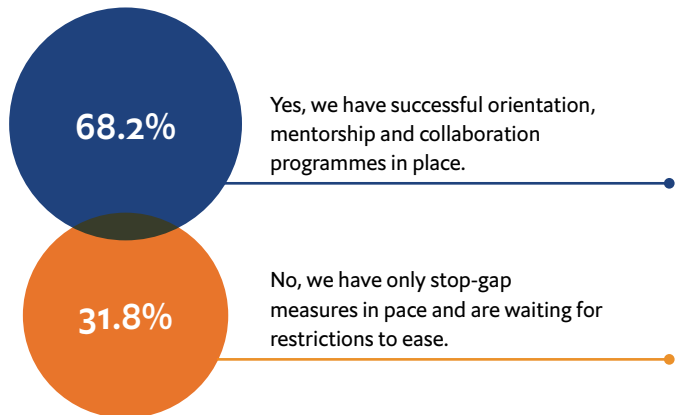 68.2%
Yes, we have successful orientation,
mentorship and collaboration
programmes in place.
31.8%
No, we have only stop-gap
measures in pace and are waiting for
restrictions to ease.